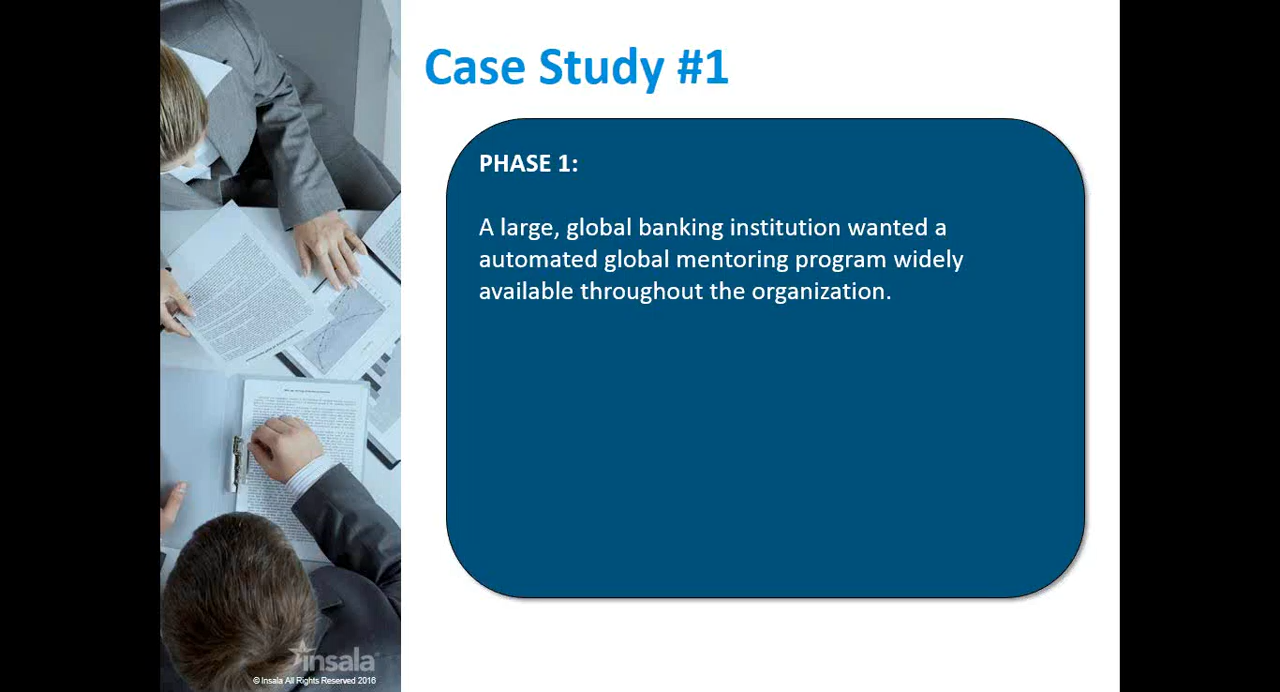 Case Study #1
PHASE 1:
A large, global banking institution wanted a
automated global mentoring program widely
available throughout the organization.
insala
© Insala All Rights Reserved 2016